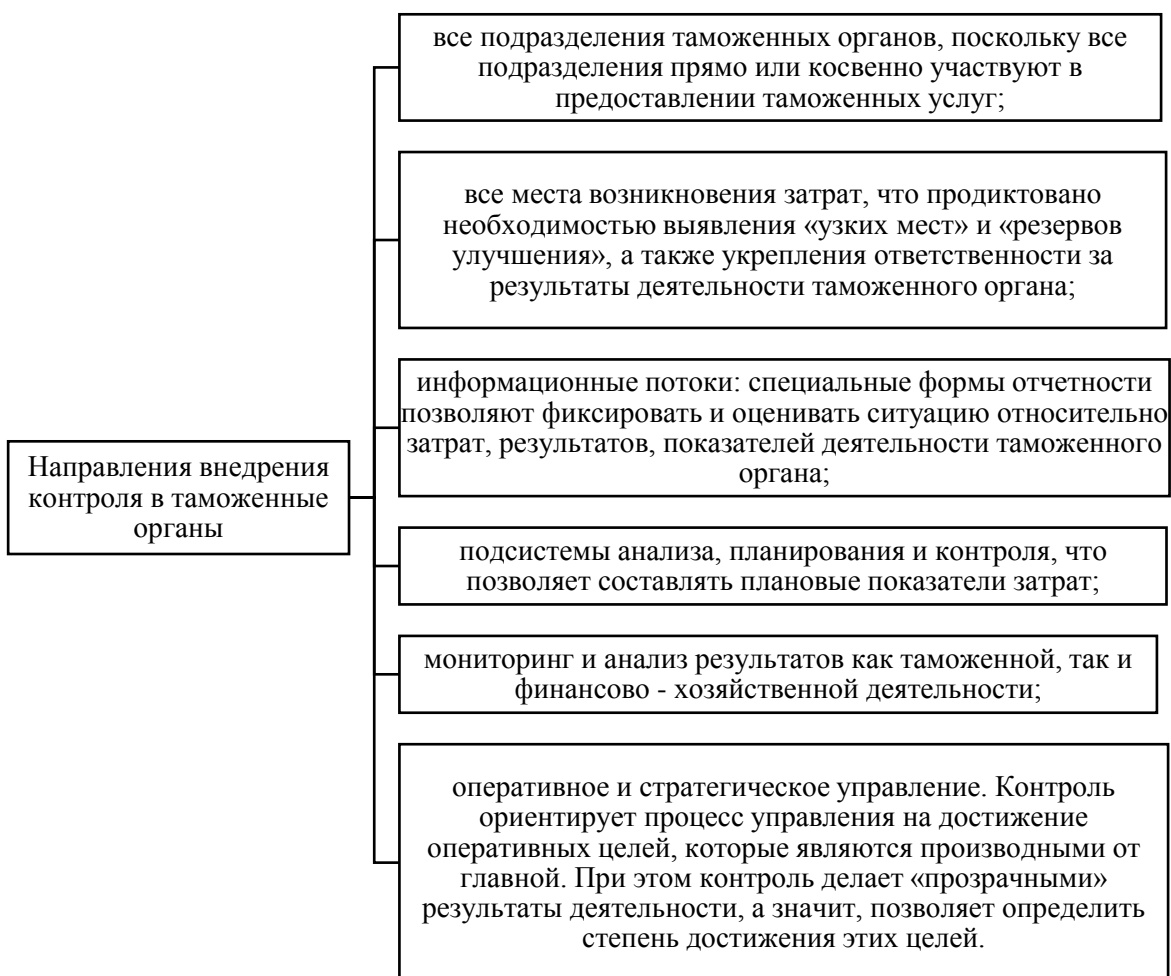 все подразделения таможенных органов, поскольку все
подразделения прямо или косвенно участвуют в
предоставлении таможенных услуг;
все места возникновения затрат, что продиктовано
необходимостью выявления «узких мест» и «резервов
улучшения», а также укрепления ответственности за
результаты деятельности таможенного органа;
информационные потоки: специальные формы отчетности
позволяют фиксировать и оценивать ситуацию относительно
затрат, результатов, показателей деятельности таможенного
органа;
Направления внедрения
контроля в таможенные
органы
подсистемы анализа, планирования и контроля, что
позволяет составлять плановые показатели затрат;
мониторинг и анализ результатов как таможенной, так и
финансово - хозяйственной деятельности;
оперативное и стратегическое управление. Контроль
ориентирует процесс управления на достижение
оперативных целей, которые являются производными от
главной. При этом контроль делает «прозрачными»
результаты деятельности, а значит, позволяет определить
степень достижения этих целей.